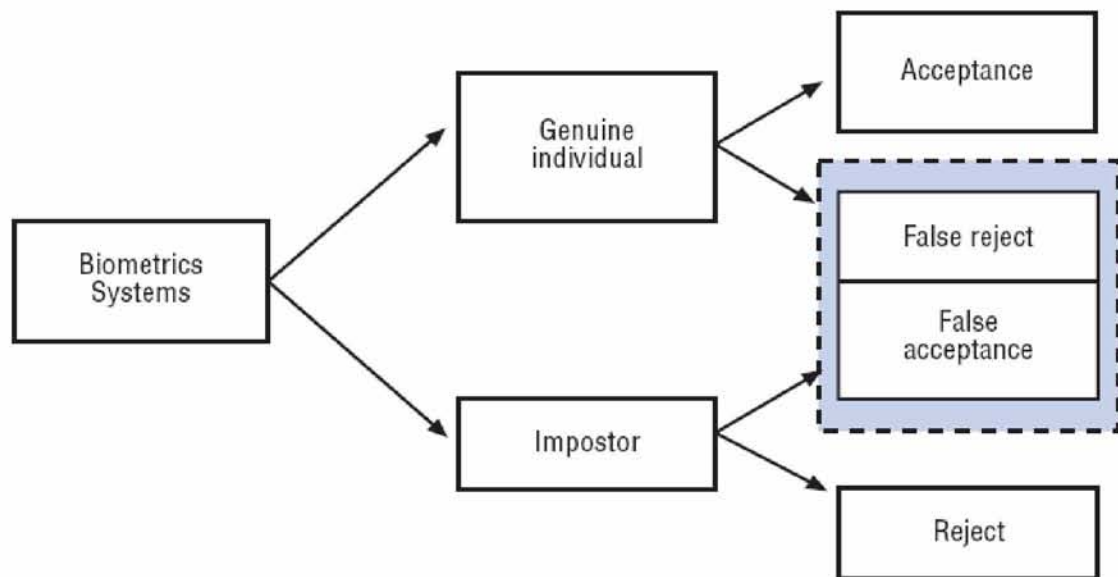 Acceptance
Genuine
individual
False reject
Biometrics
Systems
False
acceptance
Impostor
Reject